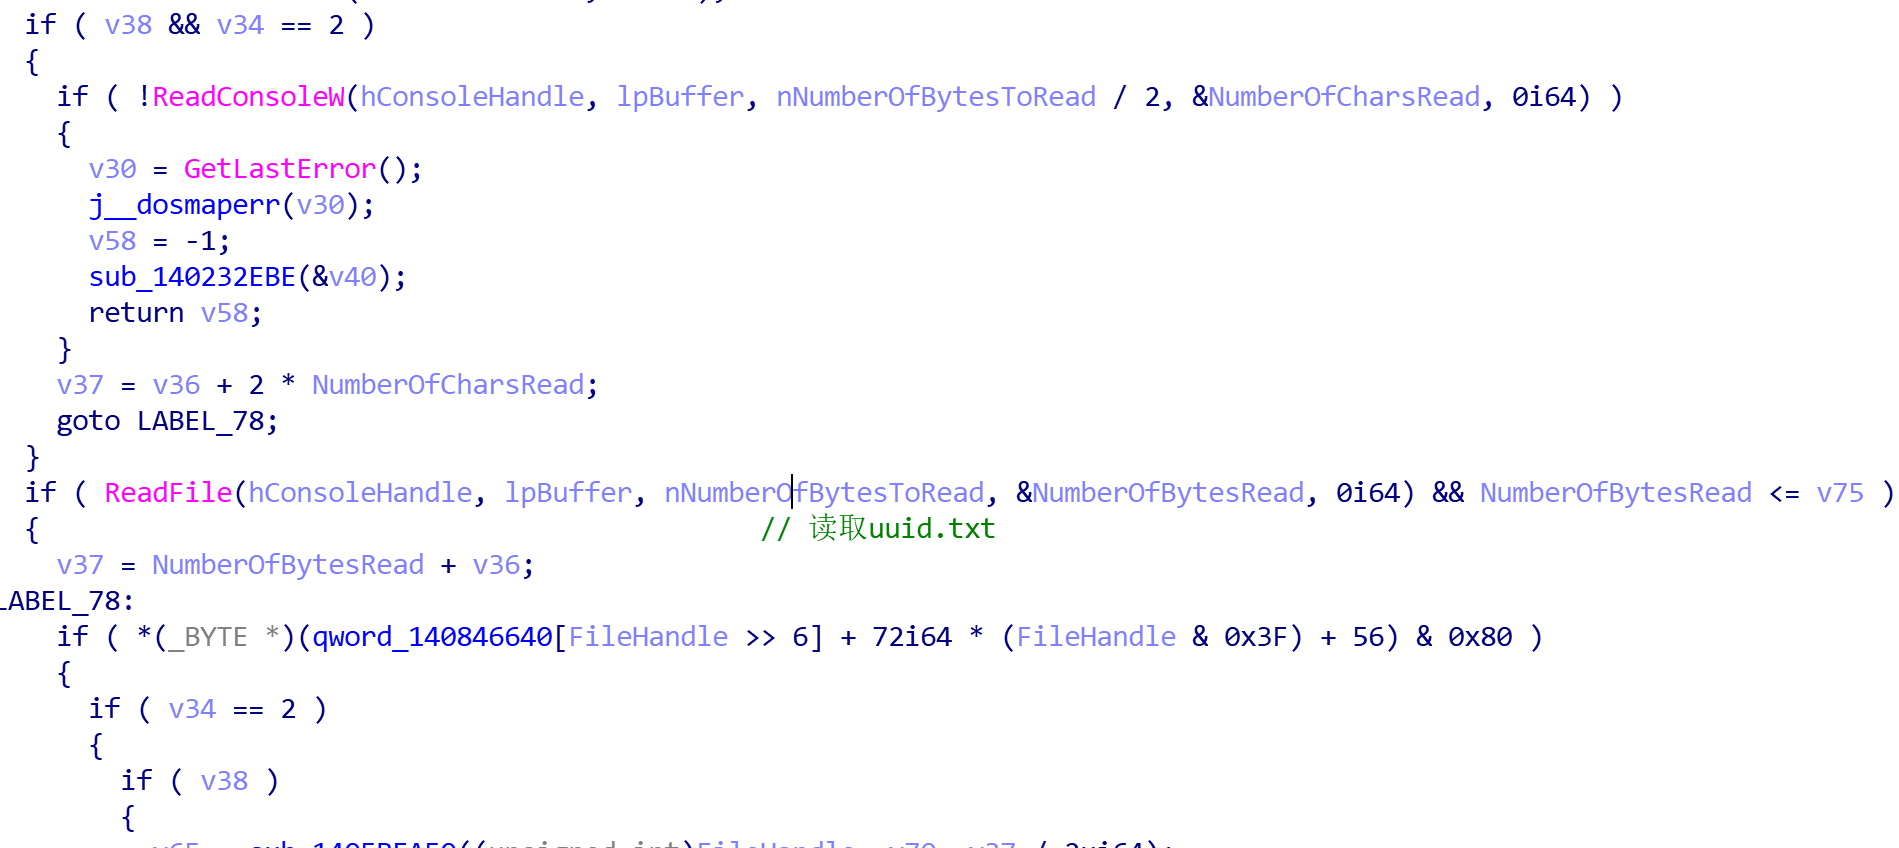 if ( v38 && v34 == 2 )
{
if ( !ReadConsoleW(hConsoleHandle, lpBuffer, nNumberOfBytesToRead / 2, &NumberOfCharsRead, 0i64) )
{
v30 = GetLastError();
j__dosmaperr(v30);
v58 = -1;
sub_140232EBE(&v40);
return v58;
}
v37 = v36 + 2 * NumberOfCharsRead;
goto LABEL_78;
}
if ( ReadFile(hConsoleHandle, lpBuffer, nNumberOfBytesToRead, &NumberOfBytesRead, 0i64) && NumberOfBytesRead <= v75 )
{ // 读取uuid.txt
v37 = NumberOfBytesRead + v36;
LABEL_78:
if ( *(_BYTE *)(qword_140846640[FileHandle >> 6] + 72i64 * (FileHandle & 0x3F) + 56) & 0x80 )
{
if ( v34 == 2 )
{
if ( v38 )
{